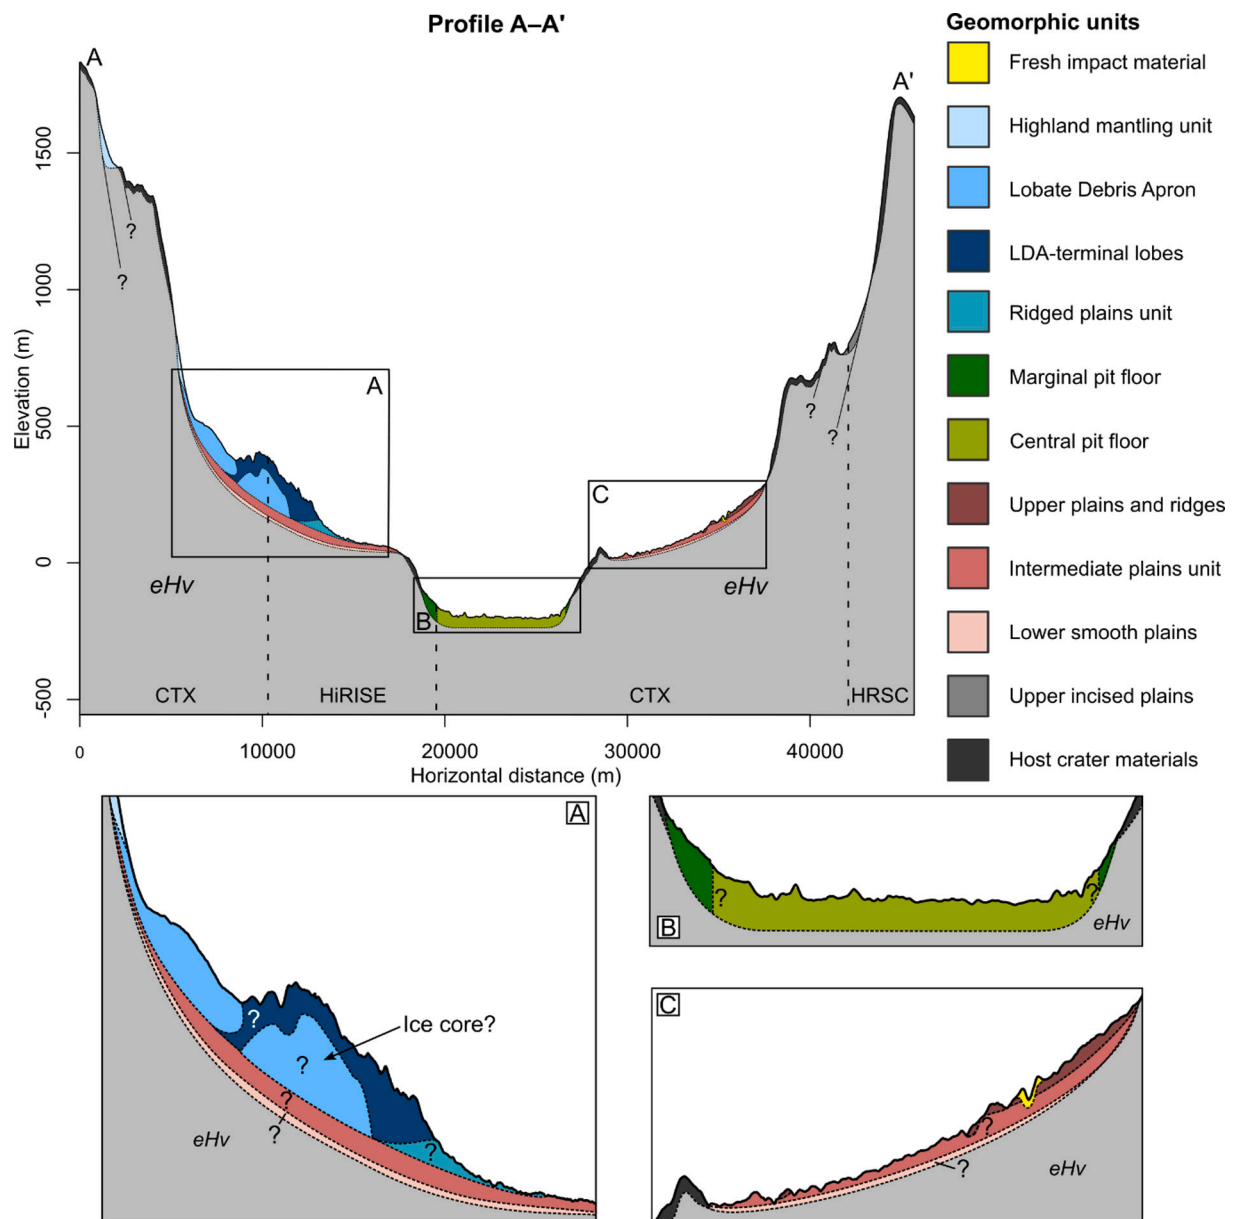 Profile A–A'
Geomorphic units
A
A'
Fresh impact material
Highland mantling unit
Lobate Debris Apron
LDA-terminal lobes
Ridged plains unit
Marginal pit floor
Central pit floor
Upper plains and ridges
Intermediate plains unit
Lower smooth plains
Upper incised plains
Host crater materials
Elevation (m)
1500
1000
500
0
-500
?
?
A
C
B
?
?
eHv
eHv
CTX
HiRISE
CTX
HRSC
0
10000
20000
30000
40000
Horizontal distance (m)
A
?
Ice core?
?
?
?
?
eHv
?
?
B
eHv
C
?
?
eHv